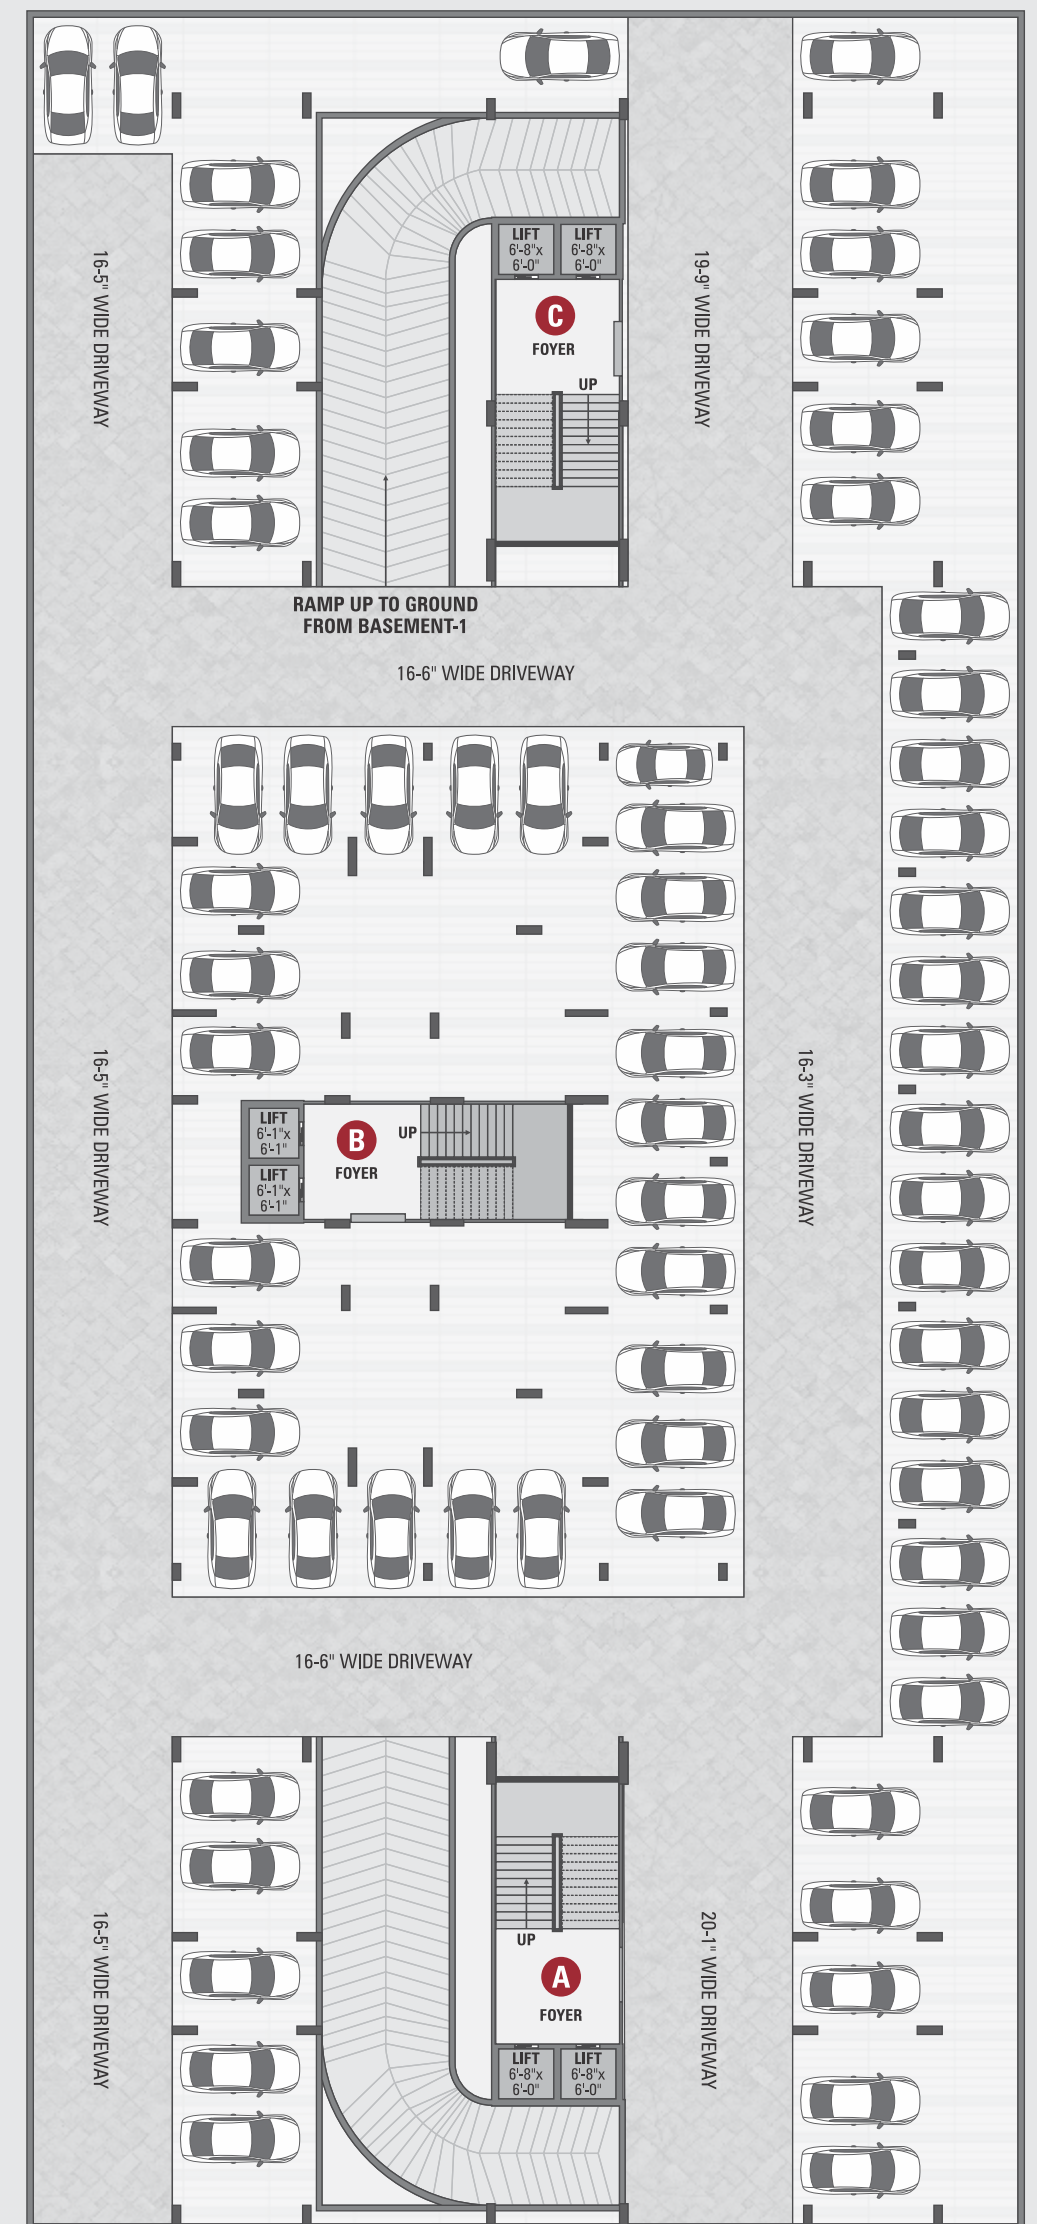 LIFT
6'-8"x
6'-0"
LIFT
6'-8"x
6'-0"
16-5" WIDE DRIVEWAY
C
FOYER
UP
19-9" WIDE DRIVEWAY
RAMP UP TO GROUND
FROM BASEMENT-1
16-6" WIDE DRIVEWAY
16-5" WIDE DRIVEWAY
LIFT
6'-1"x
6'-1"
LIFT
6'-1"x
6'-1"
B
FOYER
UP
16-3" WIDE DRIVEWAY
16-6" WIDE DRIVEWAY
16-5" WIDE DRIVEWAY
UP
A
FOYER
20-1" WIDE DRIVEWAY
LIFT
6'-8"x
6'-0"
LIFT
6'-8"x
6'-0"